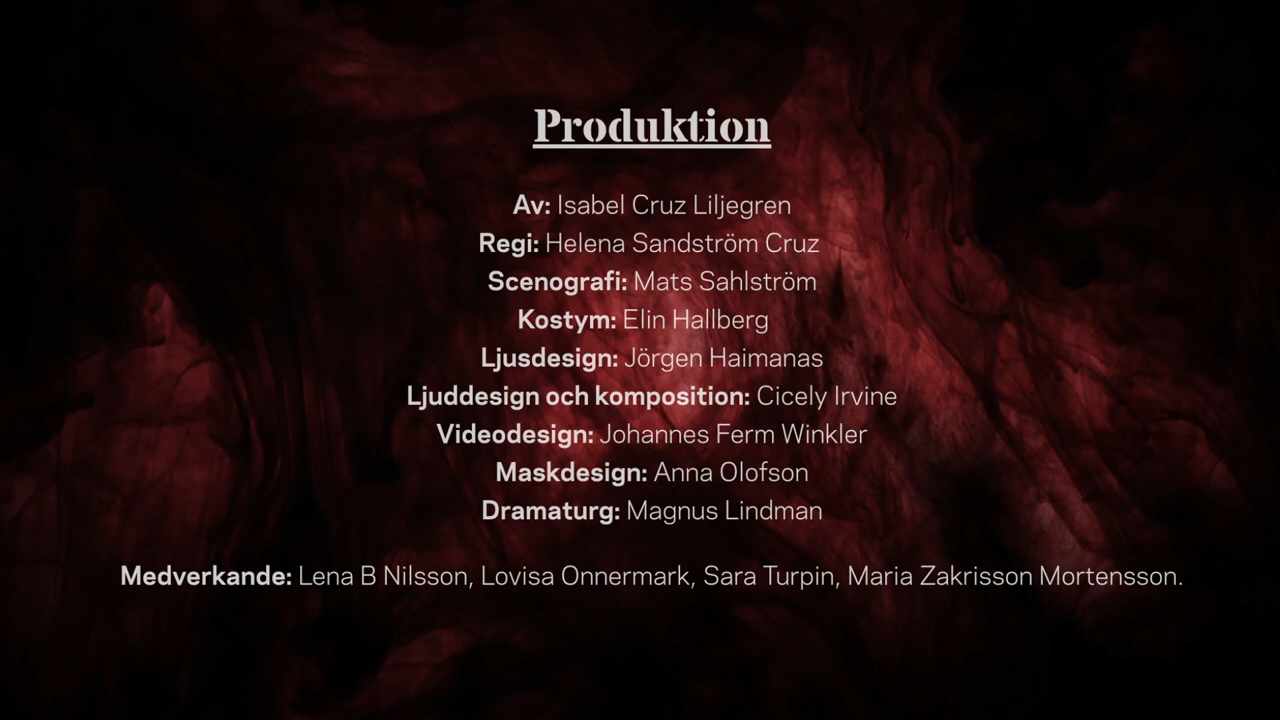 Produktion
Av: Isabel Cruz Liljegren
Regi: Helena Sandström Cruz
Scenografi: Mats Sahlström
Kostym: Elin Hallberg
Ljusdesign: Jörgen Haimanas
Ljuddesign och komposition: Cicely Irvine
Videodesign: Johannes Ferm Winkler
Maskdesign: Anna Olofson
Dramaturg: Magnus Lindman
Medverkande: Lena B Nilsson, Lovisa Onnermark, Sara Turpin, Maria Zakrisson Mortensson.